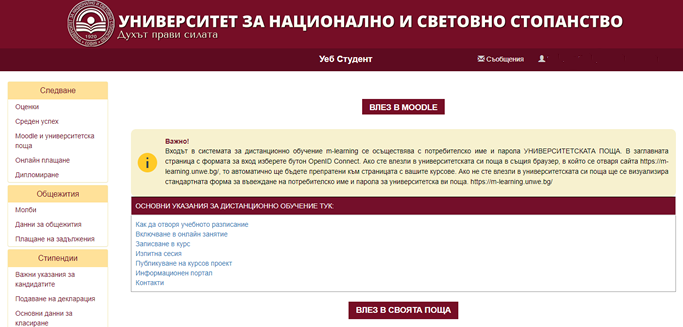 УНИВЕРСИТЕТ ЗА НАЦИОНАЛНО И СВЕТОВНО СТОПАНСТВО
Духът прави силата
1920
Уеб Студент
Съобщения
Следване
Оценки
Среден успех
Moodle и университетска
поща
Онлайн плащане
Дипломиране
Общежития
Молби
Данни за общежития
Плащане на задължения
Стипендии
Важни указания за
кандидатите
Подаване на декларация
Основни данни за
класиране
ВЛЕЗ В MOODLE
Важно!
Входът в системата за дистанционно обучение m-learning се осъществява с потребителско име и парола УНИВЕРСИТЕТСКАТА ПОЩА. В заглавната
страница с формата за вход изберете бутон OpenID Connect. Ако сте влезли в университетската си поща в същия браузер, в който се отваря сайта https://m-
learning.unwe.bg/, то автоматично ще бъдете препратени към страницата с вашите курсове. Ако не сте влезли в университетската си поща ще се визуализира
стандартната форма за въвеждане на потребителско име и парола за университетска ви поща. https://m-learning.unwe.bg/
ОСНОВНИ УКАЗАНИЯ ЗА ДИСТАНЦИОННО ОБУЧЕНИЕ ТУК:
Как да отворя учебното разписание
Включване в онлайн занятие
Записване в курс
Изпитна сесия
Публикуване на курсов проект
Информационен портал
Контакти
ВЛЕЗ В СВОЯТА ПОЩА